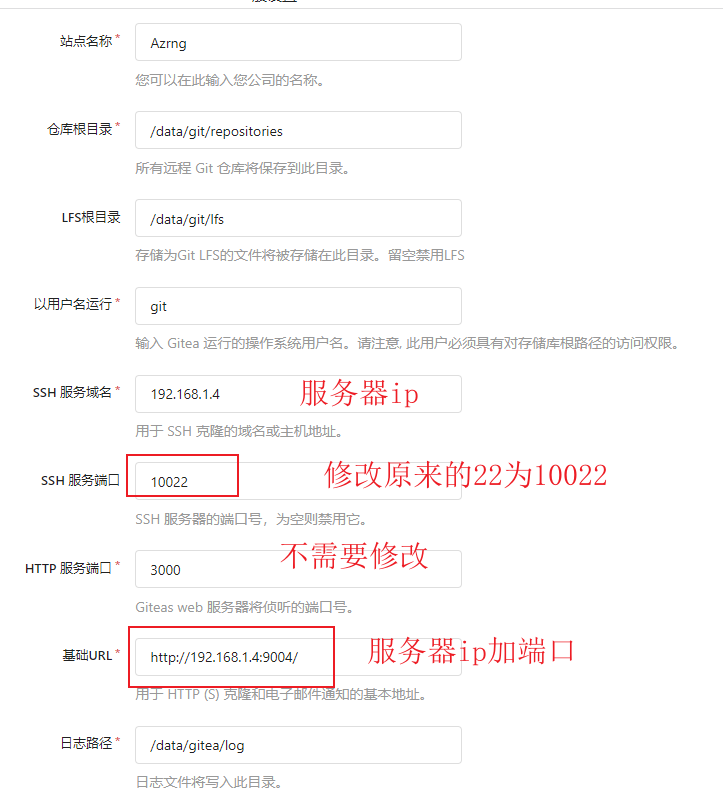 站点名称*
Azrng
您可以在此输入您公司的名称。
仓库根目录*
/data/git/repositories
所有远程 Git 仓库将保存到此目录。
LFS根目录
/data/git/lfs
存储为Git LFS的文件将被存储在此目录。留空禁用LFS
以用户名运行*
git
输入 Gitea 运行的操作系统用户名。请注意, 此用户必须具有对存储库根路径的访问权限。
SSH 服务域名*
192.168.1.4
服务器ip
用于 SSH 克隆的域名或主机地址。
SSH 服务端口
10022
修改原来的22为10022
SSH 服务器的端口号，为空则禁用它。
不需要修改
HTTP 服务端口*
3000
Giteas web 服务器将侦听的端口号。
基础URL*
http://192.168.1.4:9004/
服务器ip加端口
用于 HTTP (S) 克隆和电子邮件通知的基本地址。
日志路径*
/data/gitea/log
日志文件将写入此目录。